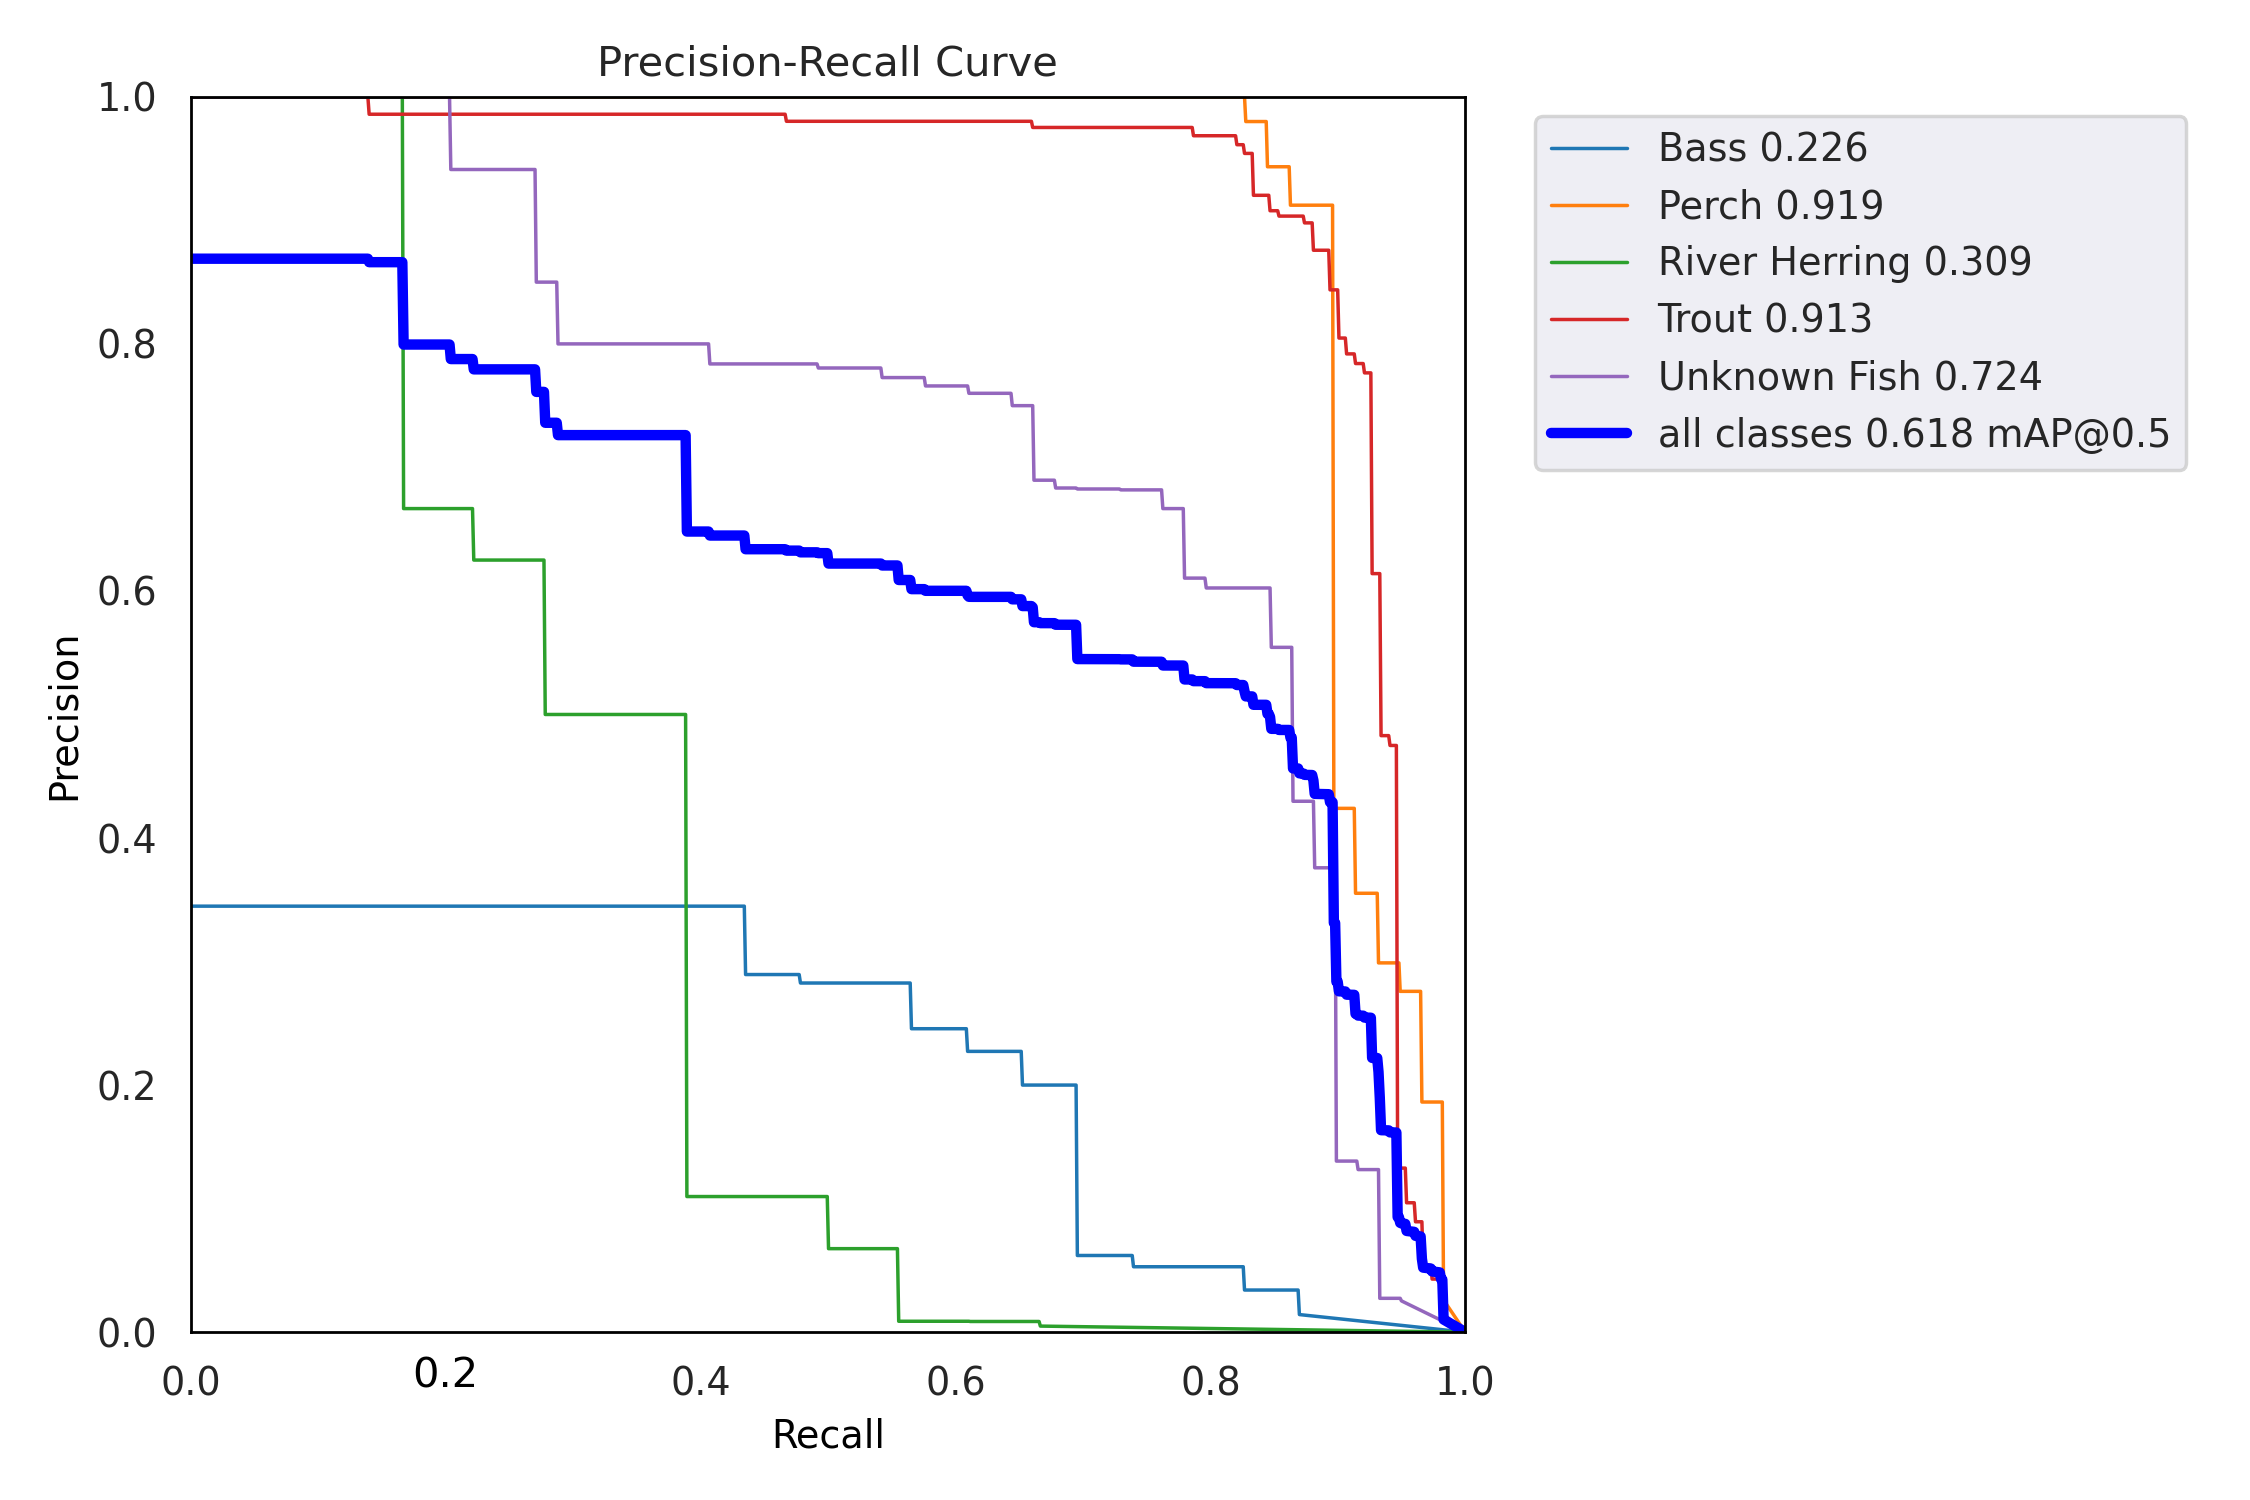 Precision-Recall Curve
1.0
0.8
0.6
0.4
0.2
0.0
Precision
0.0 0.2 0.4 0.6 0.8 1.0
Recall
Bass 0.226
Perch 0.919
River Herring 0.309
Trout 0.913
Unknown Fish 0.724
all classes 0.618 mAP@0.5